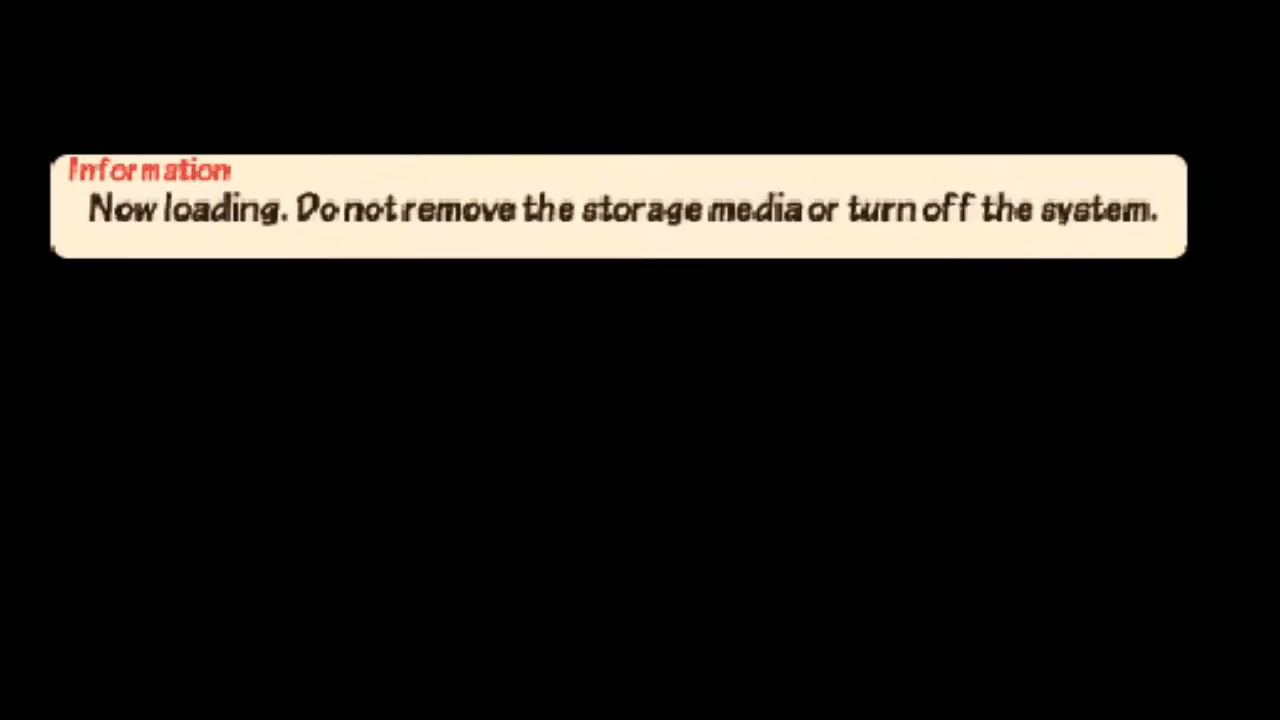 Information
Now loading. Do not remove the storage media or turn off the system.